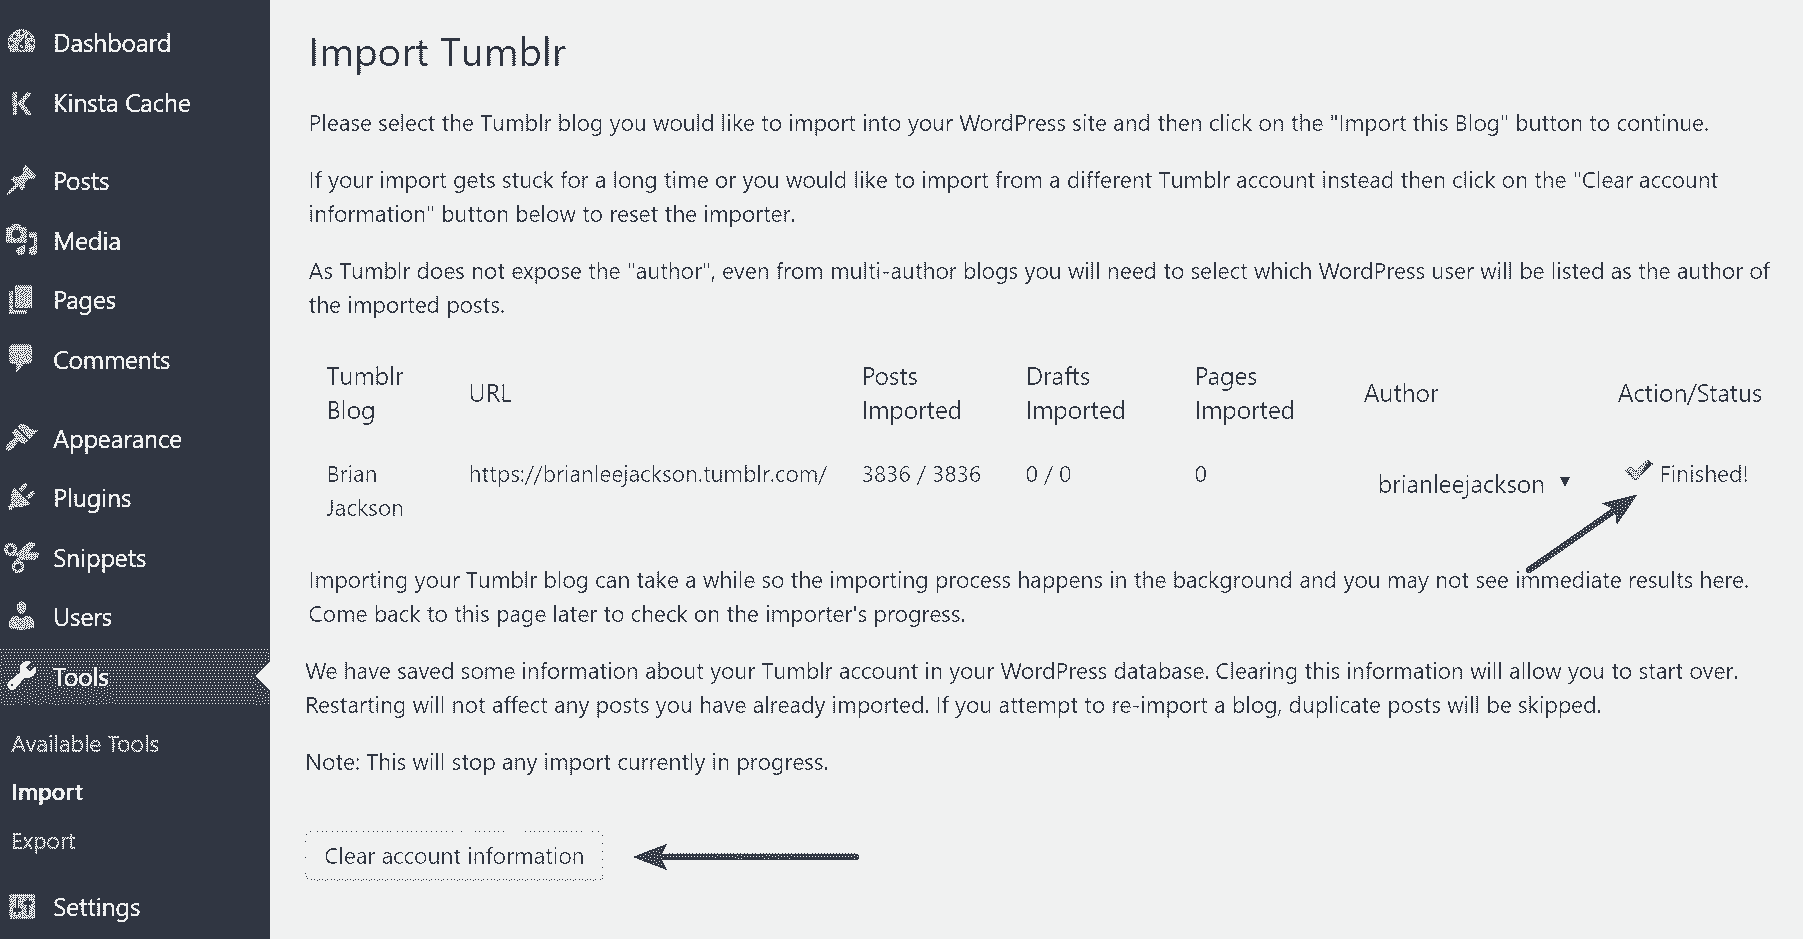 Dashboard
Kinsta Cache
Posts
Media
Pages
Comments
Appearance
Plugins
Snippets
Users
Tools
Available Tools
Import
Export
Settings
Import Tumblr
Please select the Tumblr blog you would like to import into your WordPress site and then click on the "Import this Blog" button to continue.
If your import gets stuck for a long time or you would like to import from a different Tumblr account instead then click on the "Clear account
information" button below to reset the importer.
As Tumblr does not expose the "author", even from multi-author blogs you will need to select which WordPress user will be listed as the author of
the imported posts.
Tumblr
Blog
URL
Posts
Imported
Drafts
Imported
Pages
Imported
Author
Action/Status
Brian
Jackson
https://brianleejackson.tumblr.com/
3836 / 3836
0 / 0
0
brianleejackson
Finished!
Importing your Tumblr blog can take a while so the importing process happens in the background and you may not see immediate results here.
Come back to this page later to check on the importer's progress.
We have saved some information about your Tumblr account in your WordPress database. Clearing this information will allow you to start over.
Restarting will not affect any posts you have already imported. If you attempt to re-import a blog, duplicate posts will be skipped.
Note: This will stop any import currently in progress.
Clear account information